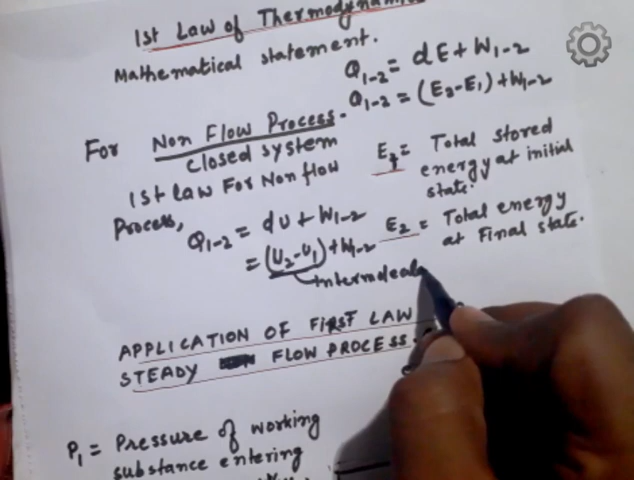 1st Law of Thermodynamics
Mathematical statement.
Q1-2 = dE + W1-2
Q1-2 = (E2-E1) + W1-2
For Non Flow Process.
Closed system
1st law For Non flow
Process,
Q1-2 = du + W1-2
= (U2-U1) + W1-2
E1 = Total stored
energy at initial
state.
E2 = Total energy
at Final state.
APPLICATION OF FIRST LAW
STEADY FLOW PROCESS.
P1 = Pressure of working
substance entering